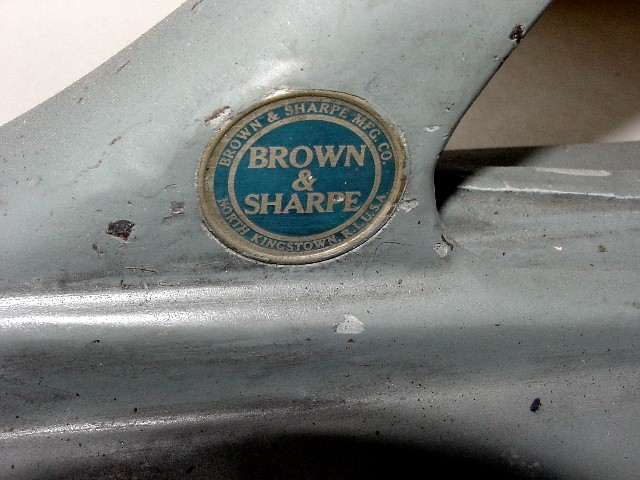 BROWN & SHARPE MFG. CO.
BROWN
&
SHARPE
NORTH KINGSTOWN, R.I. U.S.A.